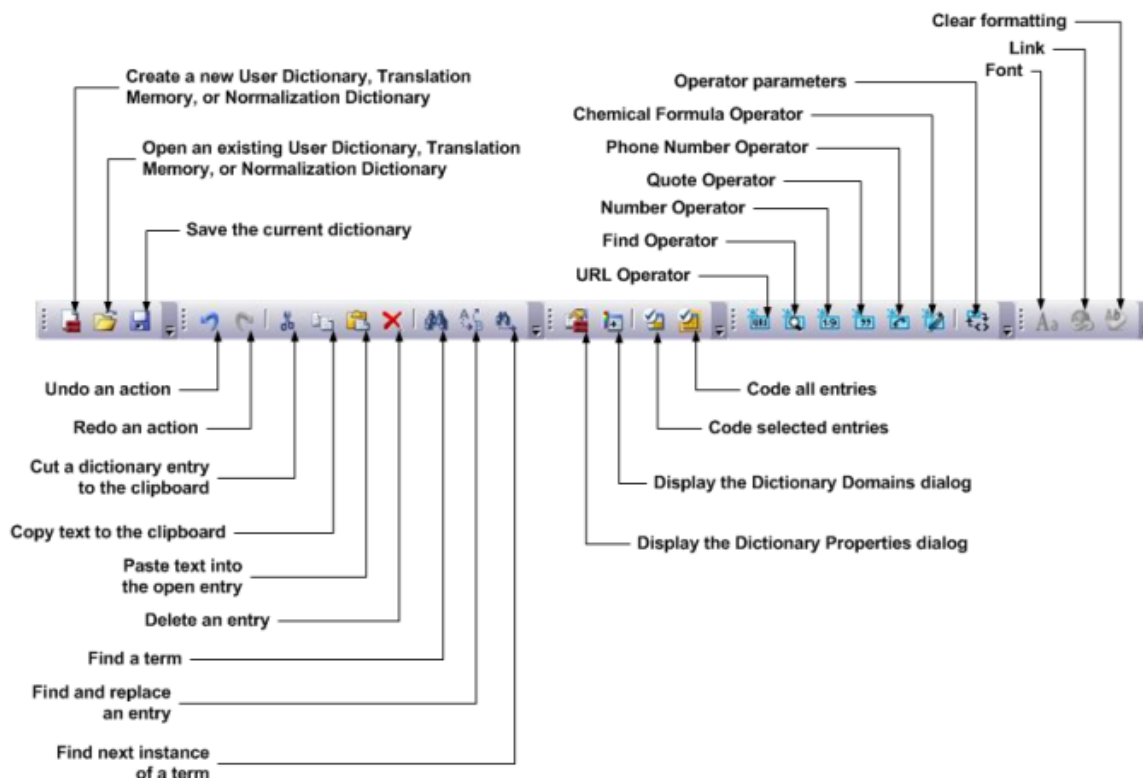 Clear formatting
Link
Font
Create a new User Dictionary, Translation
Memory, or Normalization Dictionary
Operator parameters
Chemical Formula Operator
Open an existing User Dictionary, Translation
Memory, or Normalization Dictionary
Phone Number Operator
Quote Operator
Number Operator
Save the current dictionary
Find Operator
URL Operator
URL
1-9
Aa
Ab
Undo an action
Code all entries
Redo an action
Code selected entries
Cut a dictionary entry
to the clipboard
Display the Dictionary Domains dialog
Copy text to the clipboard
Display the Dictionary Properties dialog
Paste text into
the open entry
Delete an entry
Find a term
Find and replace
an entry
Find next instance
of a term